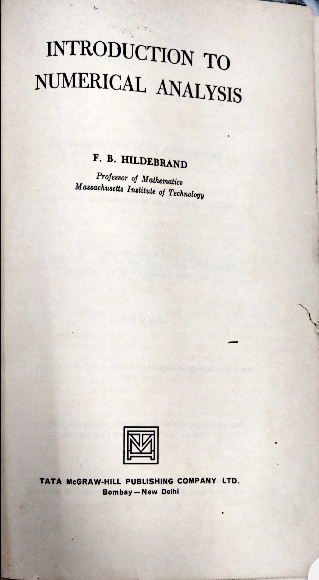 INTRODUCTION TO
NUMERICAL ANALYSIS
F. B. HILDEBRAND
Professor of Mathematics
Massachusetts Institute of Technology
TATA McGRAW-HILL PUBLISHING COMPANY LTD.
Bombay—New Delhi